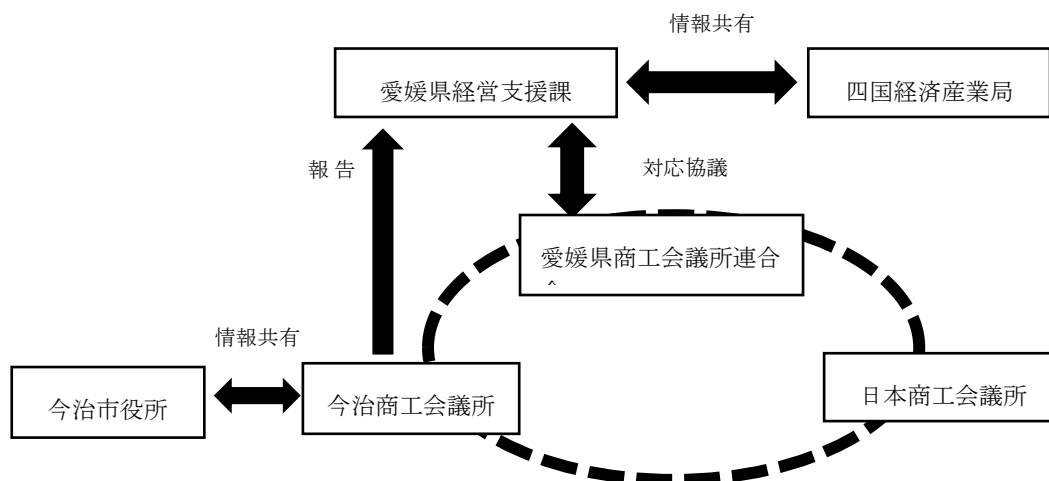 情報共有
愛媛県経営支援課
四国経済産業局
報 告
対応協議
愛媛県商工会議所連合
情報共有
今治市役所
今治商工会議所
日本商工会議所